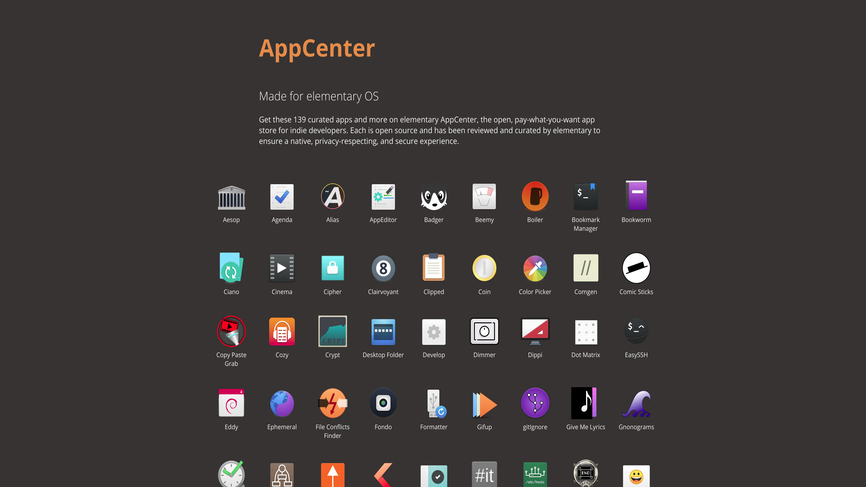 AppCenter
Made for elementary OS
Get these 139 curated apps and more on elementary AppCenter, the open, pay-what-you-want app
store for indie developers. Each is open source and has been reviewed and curated by elementary to
ensure a native, privacy-respecting, and secure experience.
$_
Aesop Agenda Alias AppEditor Badger Beemy Boiler Bookmark Manager Bookworm
8 //
Ciano Cinema Cipher Clairvoyant Clipped Coin Color Picker Comgen Comic Sticks
$_^
Copy Paste Grab Cozy Crypt Desktop Folder Develop Dimmer Dippi Dot Matrix EasySSH
Eddy Ephemeral File Conflicts Finder Fondo Formatter Gifup gitIgnore Give Me Lyrics Gnonograms
#it